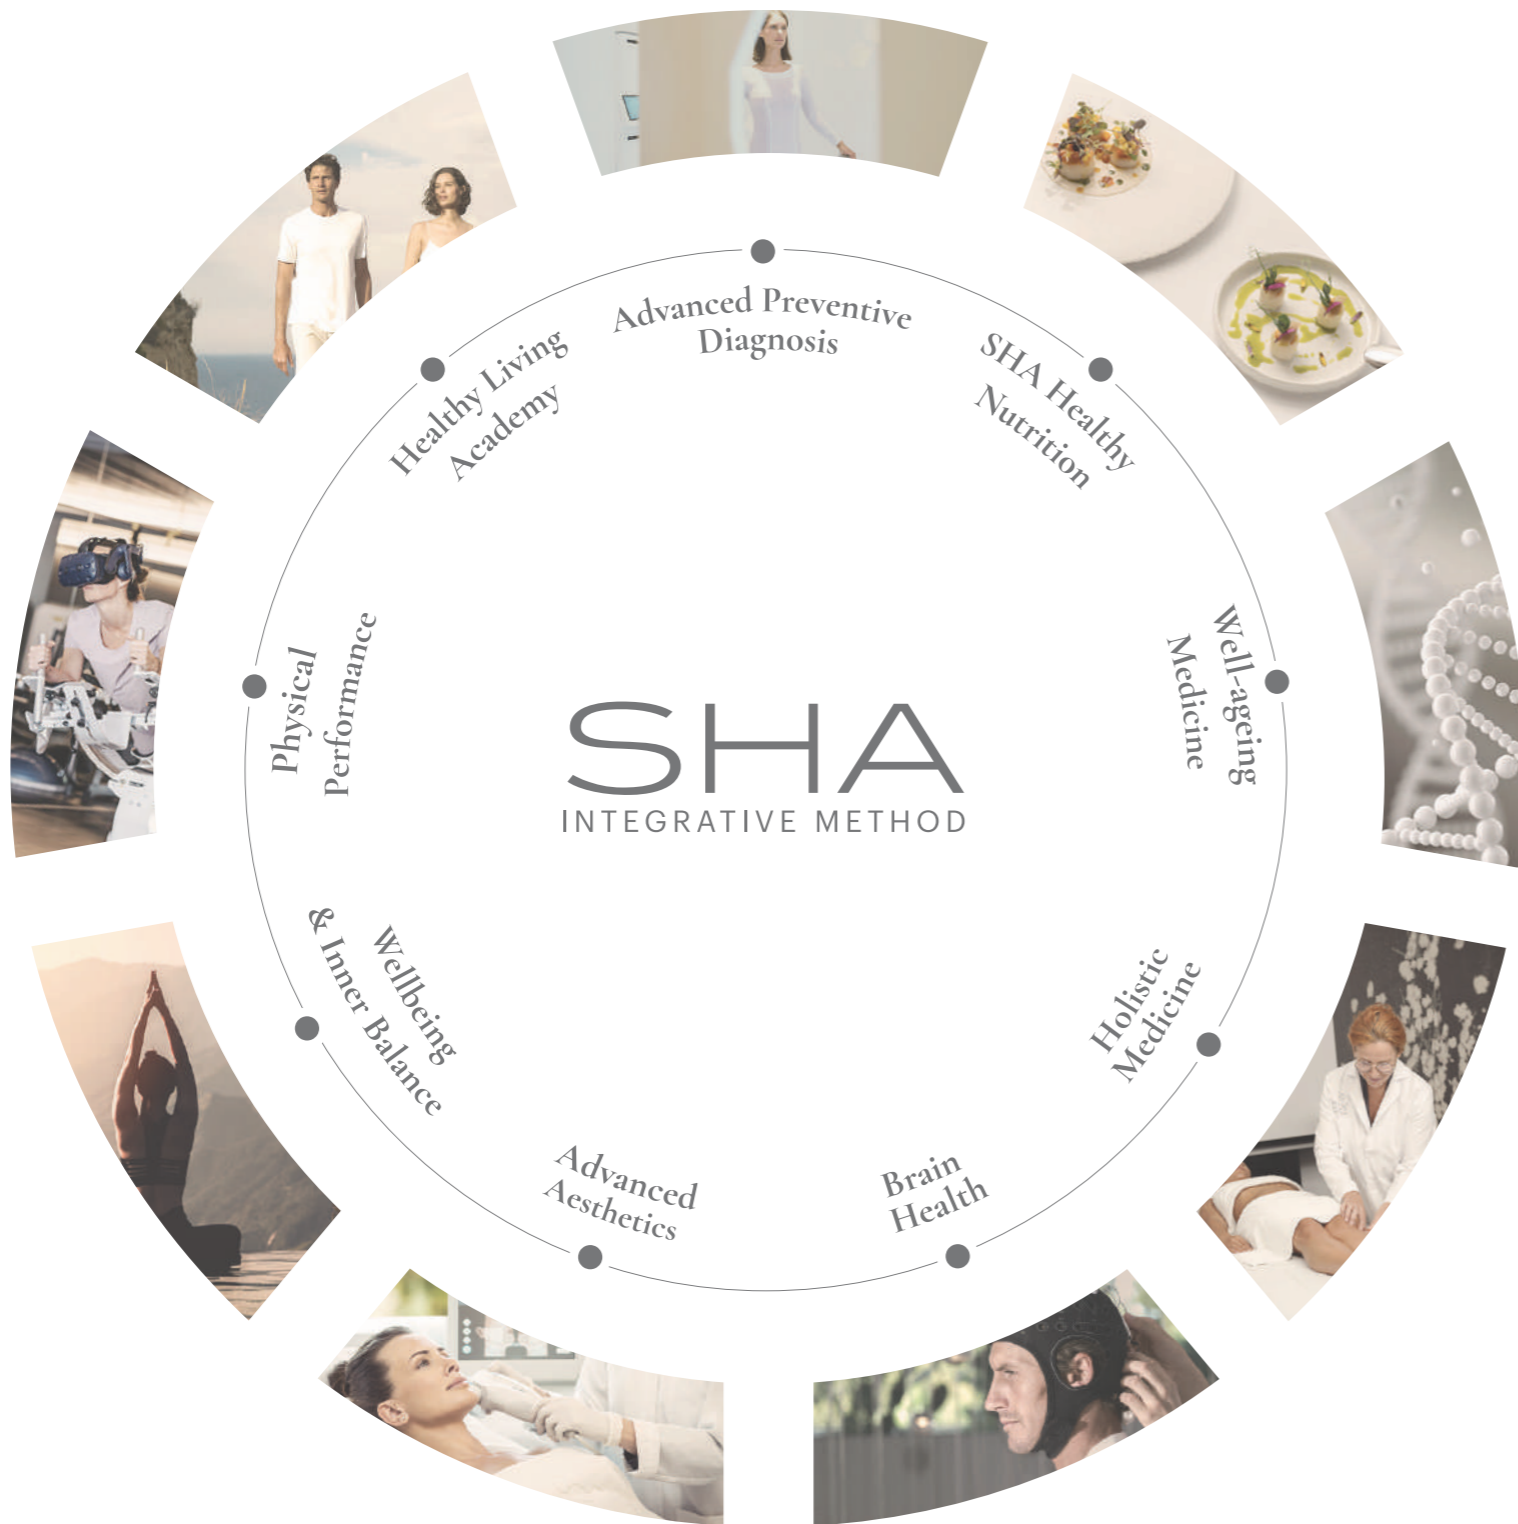 Advanced Preventive
Diagnosis
SHA Healthy
Nutrition
Well-ageing
Medicine
Holistic
Medicine
Brain
Health
Advanced
Aesthetics
Wellbeing
& Inner Balance
Physical
Performance
Healthy Living
Academy
SHA
INTEGRATIVE METHOD